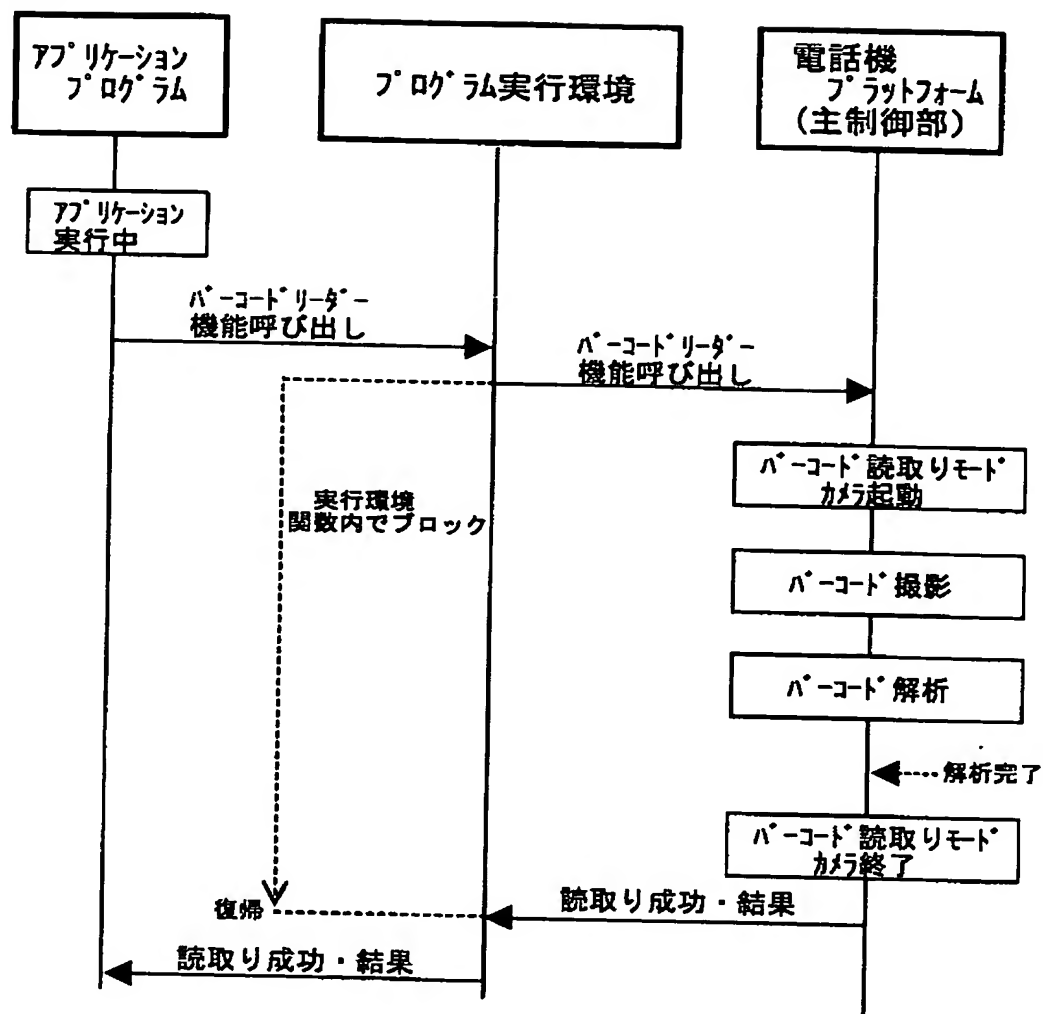 アプリケーション
プログラム
プログラム実行環境
電話機
プラットフォーム
(主制御部)
アプリケーション
実行中
バーコードリーダー
機能呼び出し
バーコードリーダー
機能呼び出し
バーコード読取りモード
カメラ起動
実行環境
関数内でブロック
バーコード撮影
バーコード解析
解析完了
バーコード読取りモード
カメラ終了
復帰
読取り成功・結果
読取り成功・結果